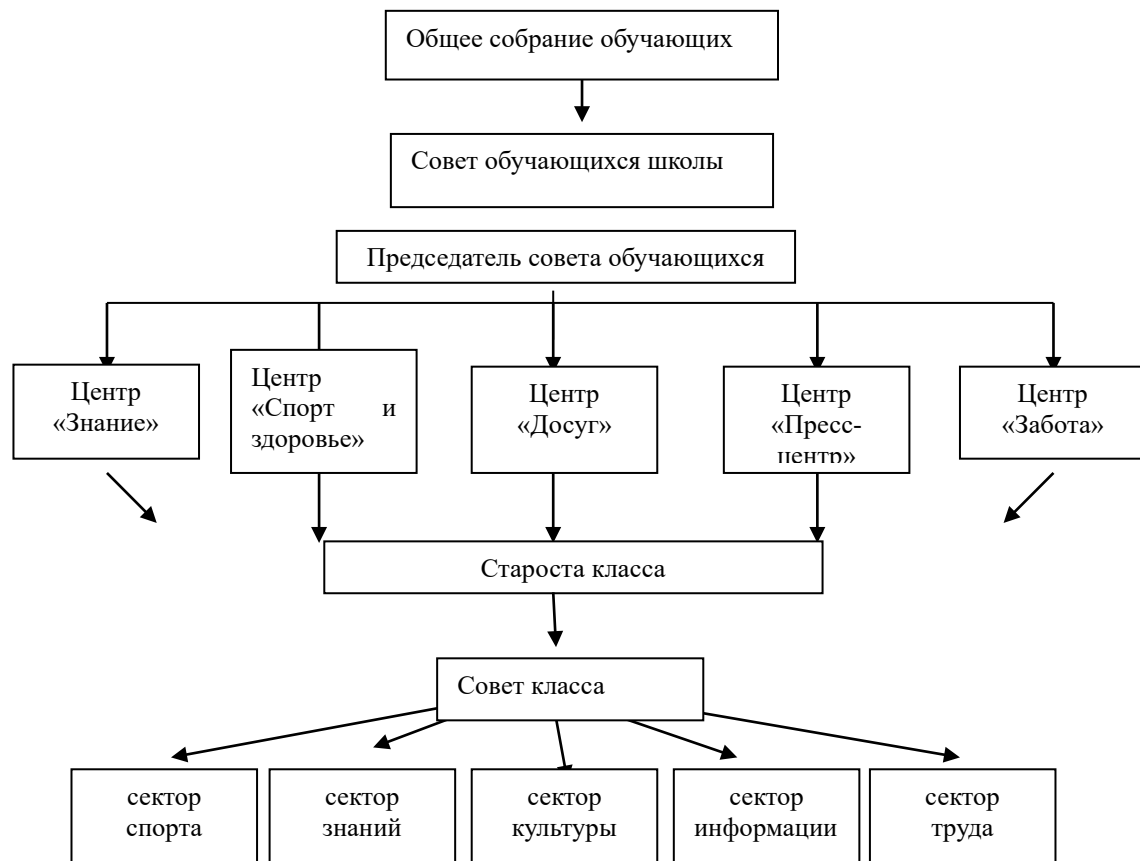 Общее собрание обучающих
Совет обучающихся школы
Председатель совета обучающихся
Центр
«Знание»
Центр
«Спорт и
здоровье»
Центр
«Досуг»
Центр
«Пресс-
центр»
Центр
«Забота»
Староста класса
Совет класса
сектор
спорта
сектор
знаний
сектор
культуры
сектор
информации
сектор
труда